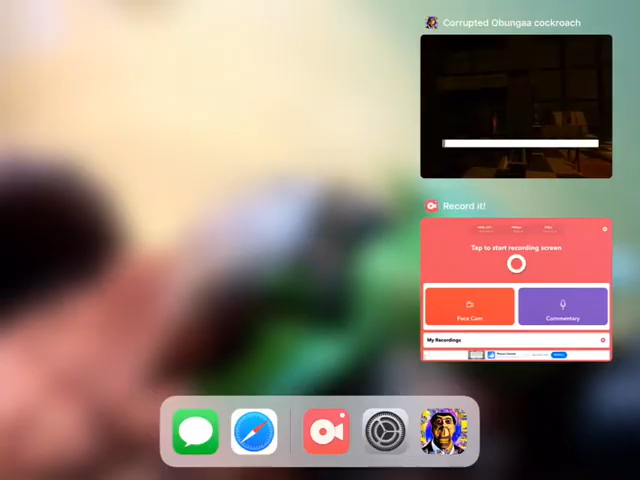 Corrupted Obungaa cockroach
Record it!
Tap to start recording screen
Face Cam
Commentary
My Recordings